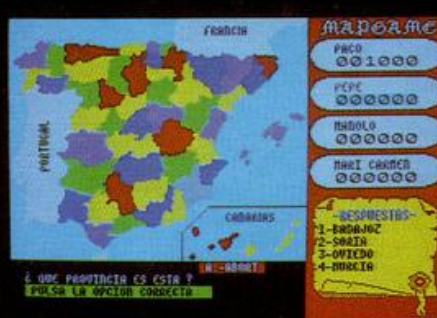 FRANCIA
PORTUGAL
CANARIAS
MAPGAME
PACO
001000
PEPE
000000
MANOLO
000000
MARI CARMEN
000000
-RESPUESTAS-
1-BADAJOZ
2-SORIA
3-OVIEDO
4-MURCIA
A -ABORT
¿ QUE PROVINCIA ES ESTA ?
PULSA LA OPCION CORRECTA